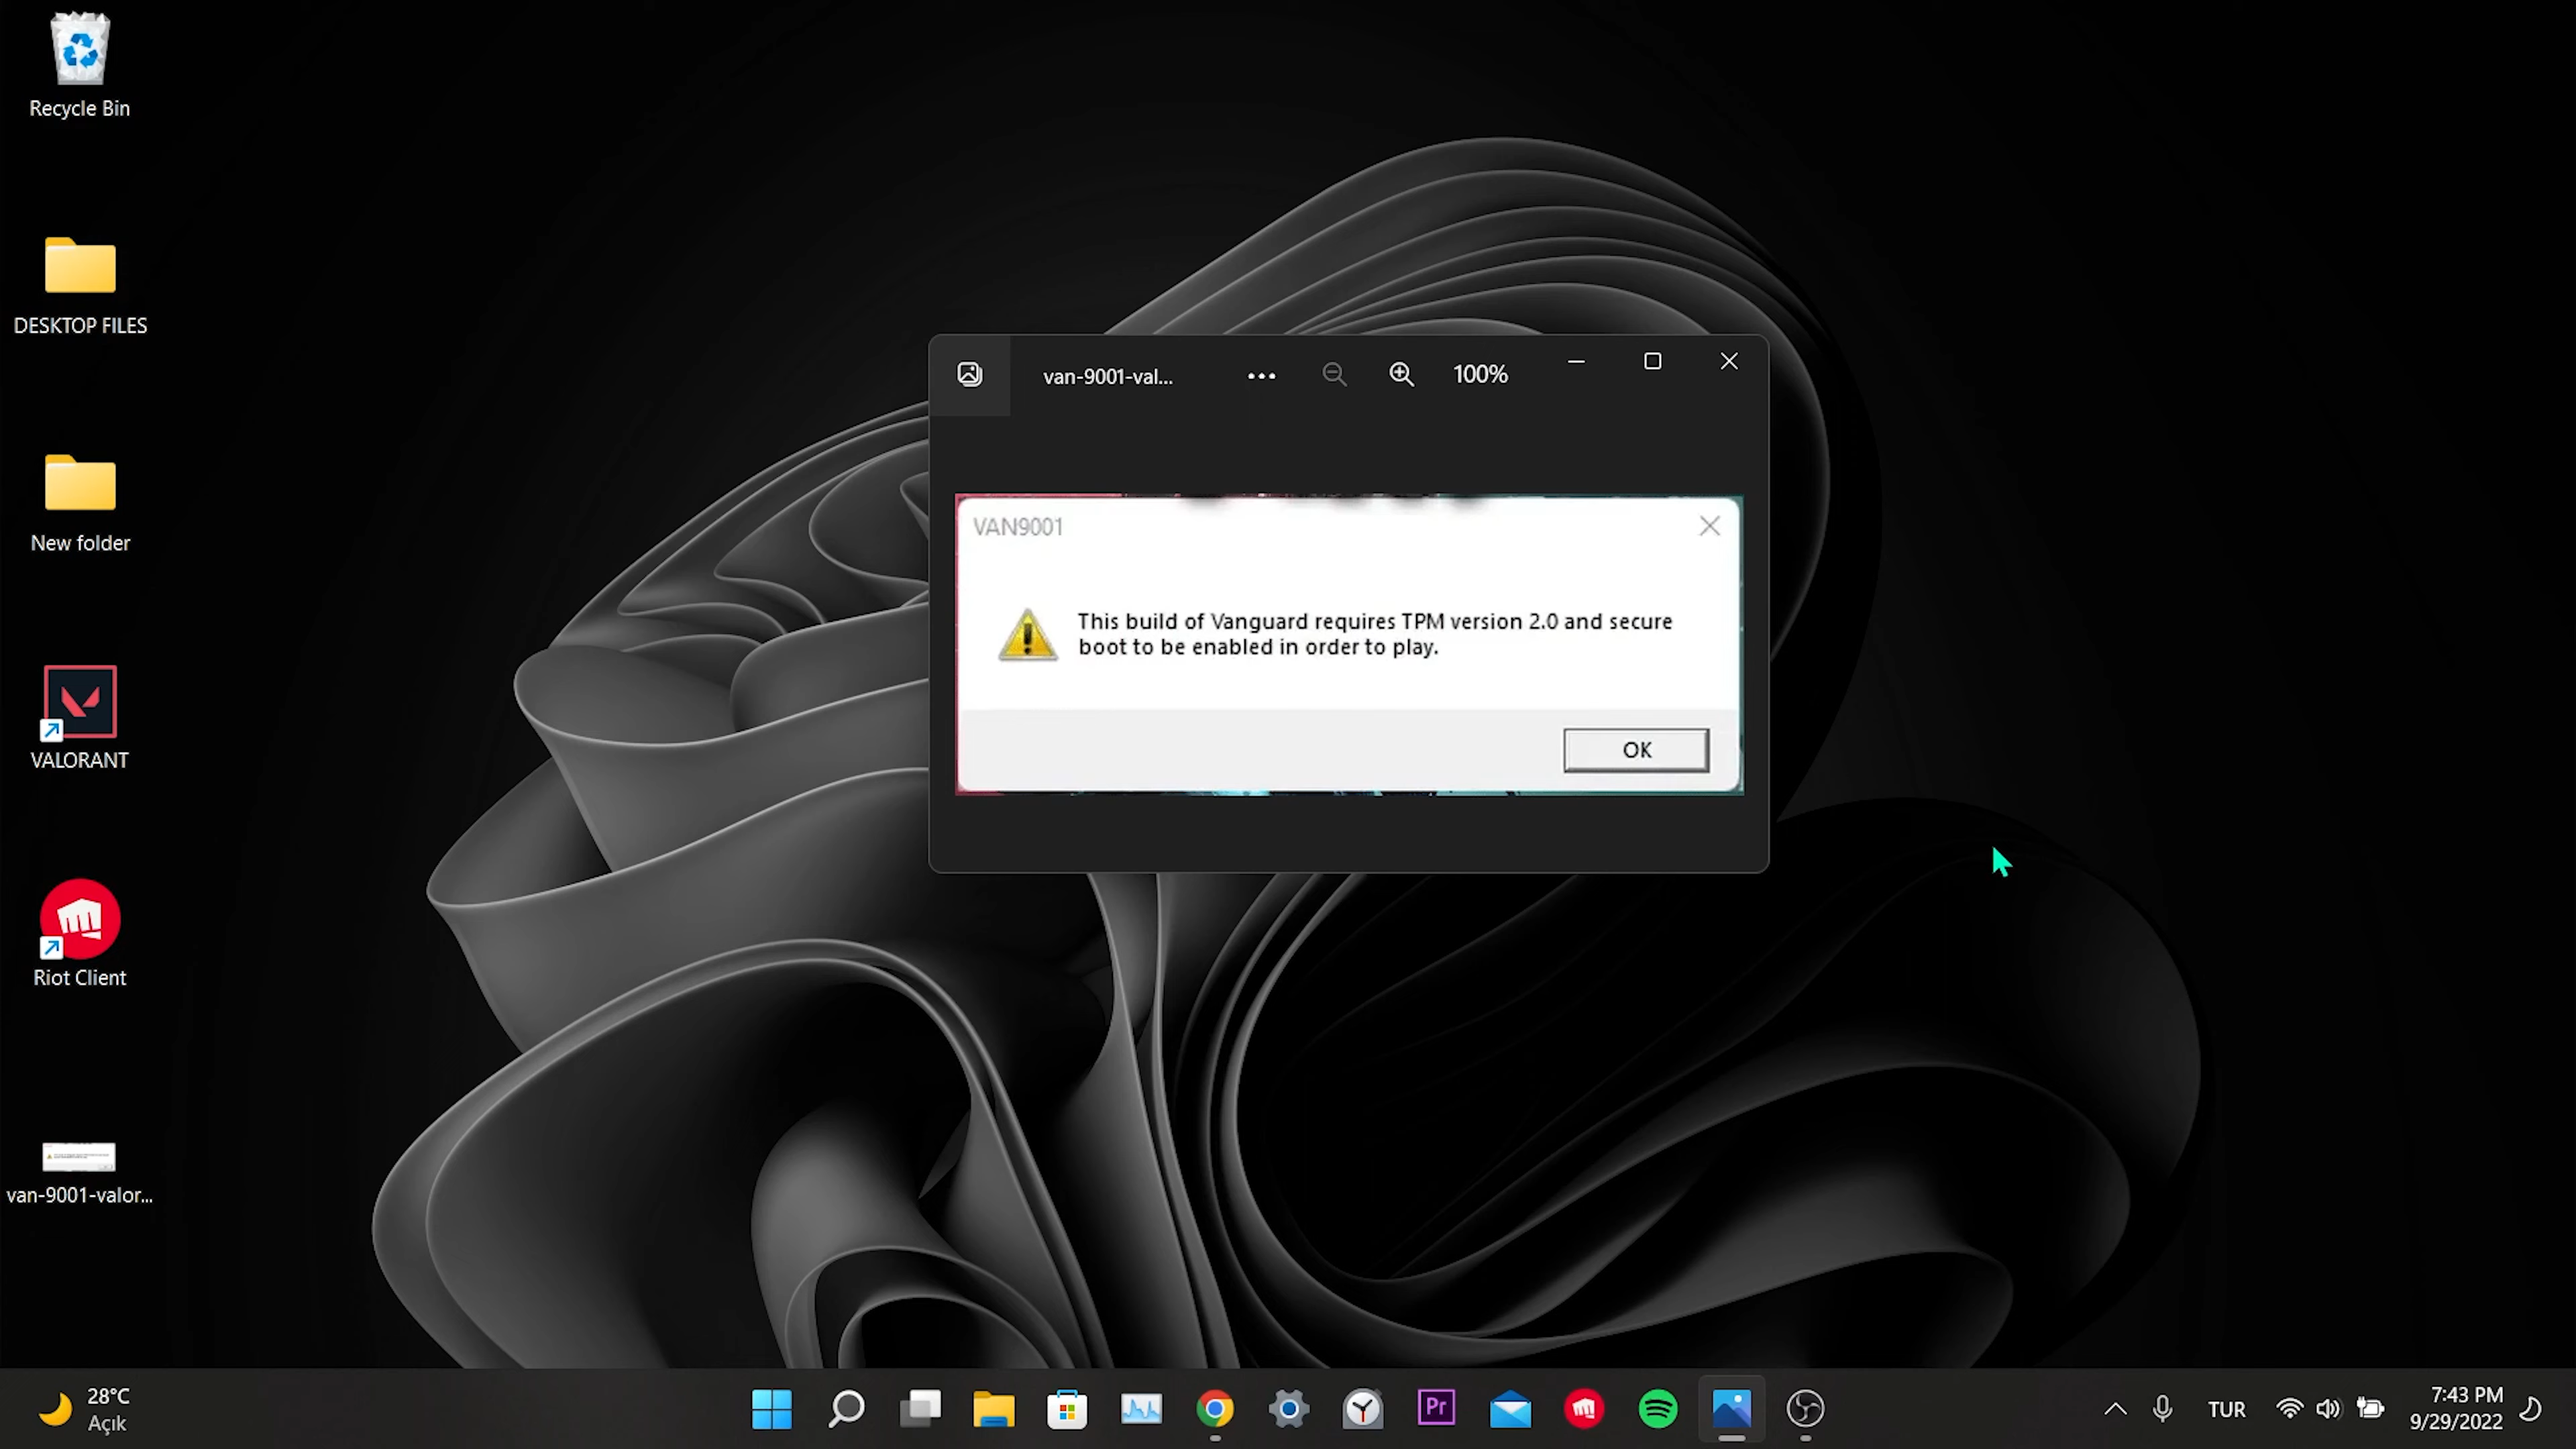 Recycle Bin
DESKTOP FILES
New folder
VALORANT
Riot Client
van-9001-valor...
van-9001-val...
100%
VAN9001
This build of Vanguard requires TPM version 2.0 and secure
boot to be enabled in order to play.
OK
28°C
Açık
Pr
TUR
7:43 PM
9/29/2022